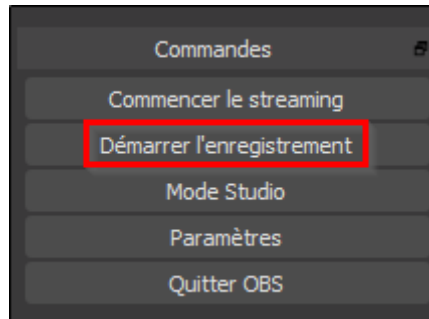 Commandes
Commencer le streaming
Démarrer l'enregistrement
Mode Studio
Paramètres
Quitter OBS